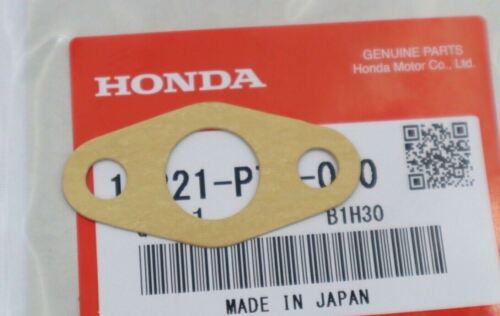 GENUINE PARTS
Honda Motor Co., Ltd.
HONDA
B1H30
MADE IN JAPAN